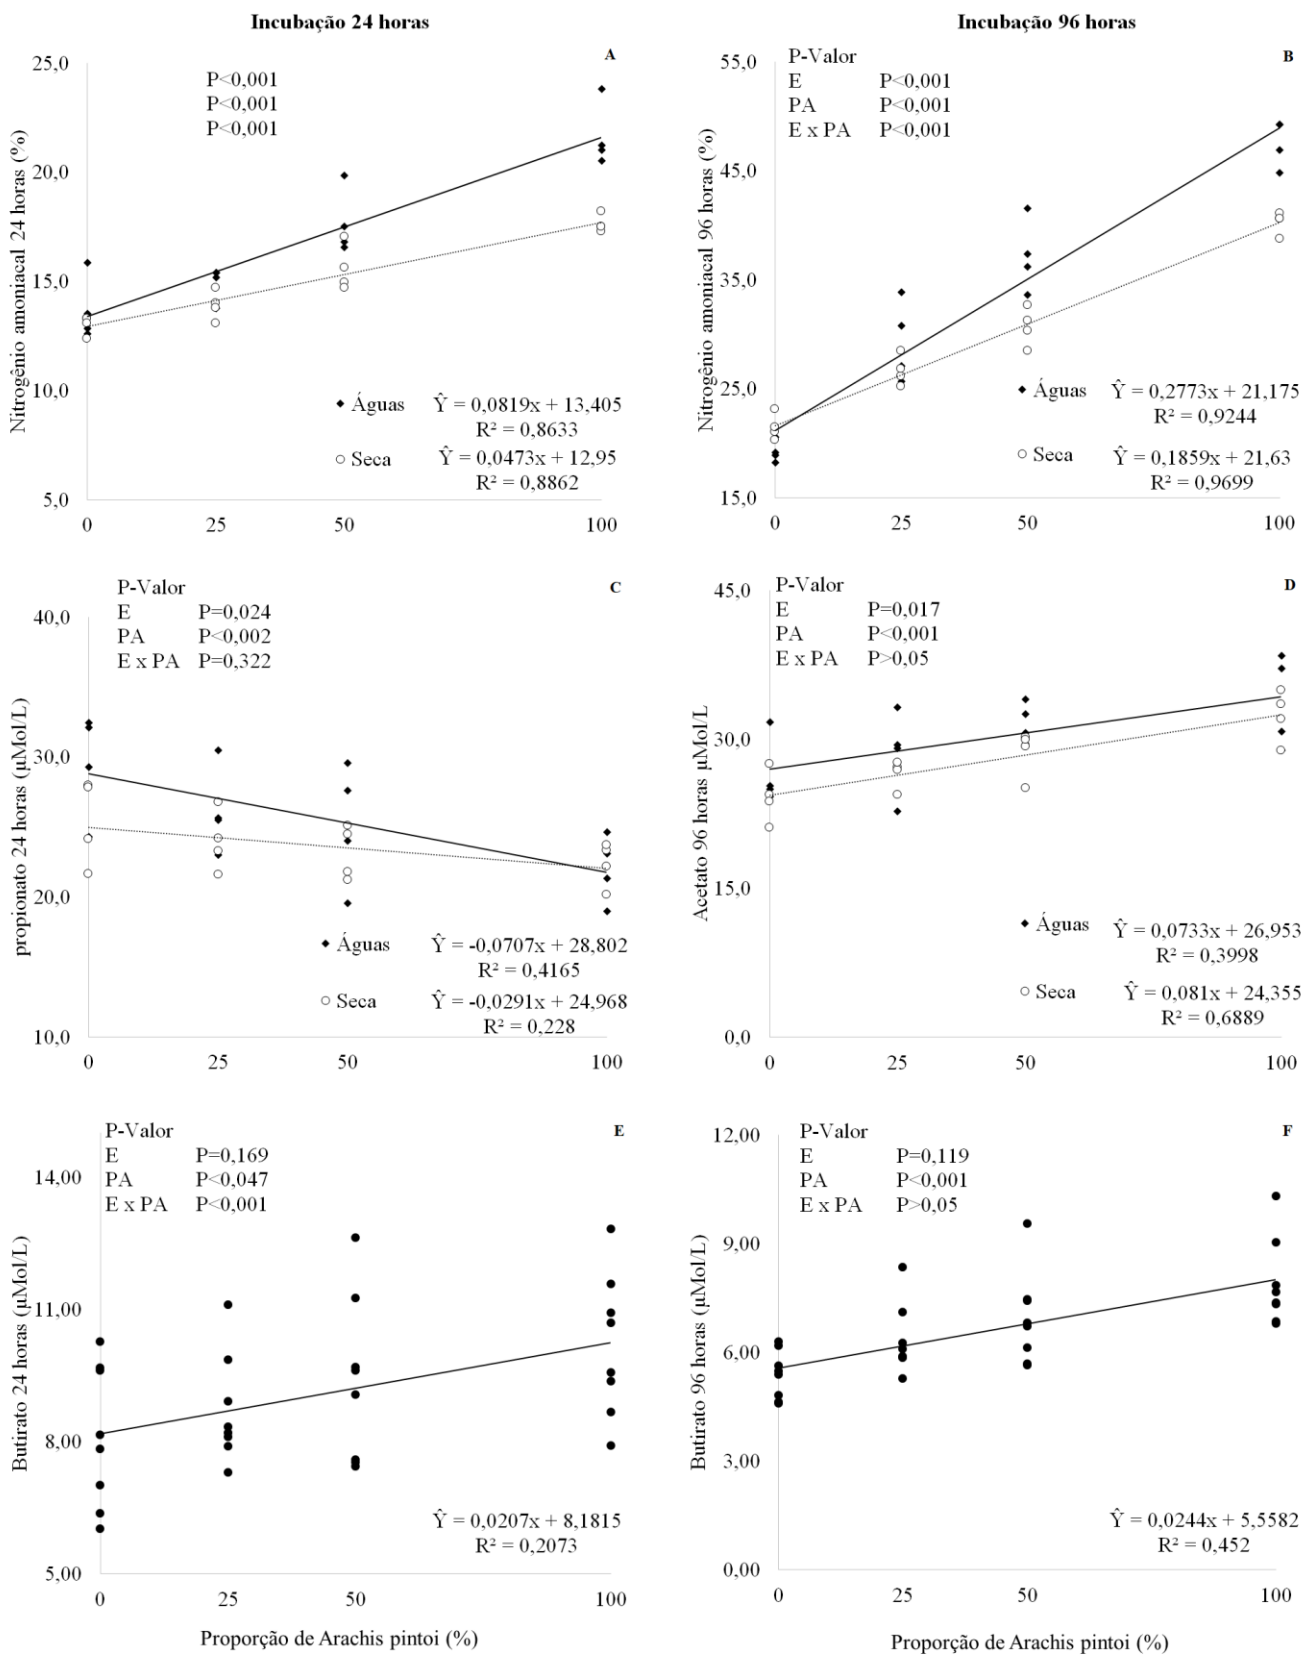 Incubação 24 horas
Incubação 96 horas
A
P<0,001
P<0,001
P<0,001
Nitrogênio amoniacal 24 horas (%)
25,0
20,0
15,0
10,0
5,0
0
25
50
100
Águas
Ŷ = 0,0819x + 13,405
R² = 0,8633
Seca
Ŷ = 0,0473x + 12,95
R² = 0,8862
B
P-Valor
E P<0,001
PA P<0,001
E x PA P<0,001
Nitrogênio amoniacal 96 horas (%)
55,0
45,0
35,0
25,0
15,0
0
25
50
100
Águas
Ŷ = 0,2773x + 21,175
R² = 0,9244
Seca
Ŷ = 0,1859x + 21,63
R² = 0,9699
C
P-Valor
E P=0,024
PA P<0,002
E x PA P=0,322
propionato 24 horas (µMol/L)
40,0
30,0
20,0
10,0
0
25
50
100
Águas
Ŷ = -0,0707x + 28,802
R² = 0,4165
Seca
Ŷ = -0,0291x + 24,968
R² = 0,228
D
P-Valor
E P=0,017
PA P<0,001
E x PA P>0,05
Acetato 96 horas µMol/L
45,0
30,0
15,0
0,0
0
25
50
100
Águas
Ŷ = 0,0733x + 26,953
R² = 0,3998
Seca
Ŷ = 0,081x + 24,355
R² = 0,6889
E
P-Valor
E P=0,169
PA P<0,047
E x PA P<0,001
Butirato 24 horas (µMol/L)
14,00
11,00
8,00
5,00
0
25
50
100
Ŷ = 0,0207x + 8,1815
R² = 0,2073
Proporção de Arachis pintoi (%)
F
P-Valor
E P=0,119
PA P<0,001
E x PA P>0,05
Butirato 96 horas (µMol/L)
12,00
9,00
6,00
3,00
0,00
0
25
50
100
Ŷ = 0,0244x + 5,5582
R² = 0,452
Proporção de Arachis pintoi (%)